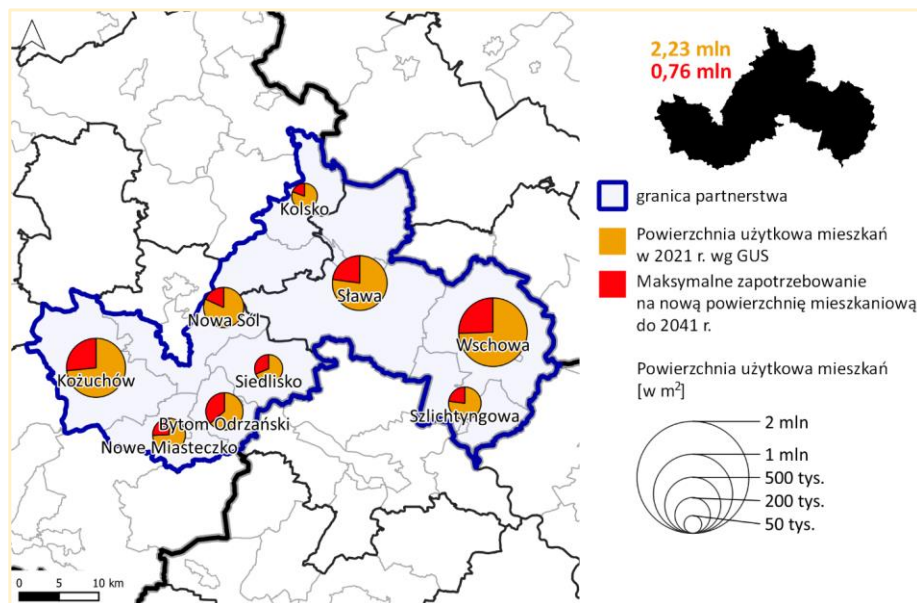 2,23 mln
0,76 mln
granica partnerstwa
Powierzchnia użytkowa mieszkań
w 2021 r. wg GUS
Maksymalne zapotrzebowanie
na nową powierzchnię mieszkaniową
do 2041 r.
Powierzchnia użytkowa mieszkań
[w m²]
2 mln
1 mln
500 tys.
200 tys.
50 tys.
Kolsko
Sława
Nowa Sól
Wschowa
Kożuchów
Siedlisko
Szlichtyngowa
Bytom Odrzański
Nowe Miasteczko
0 5 10 km